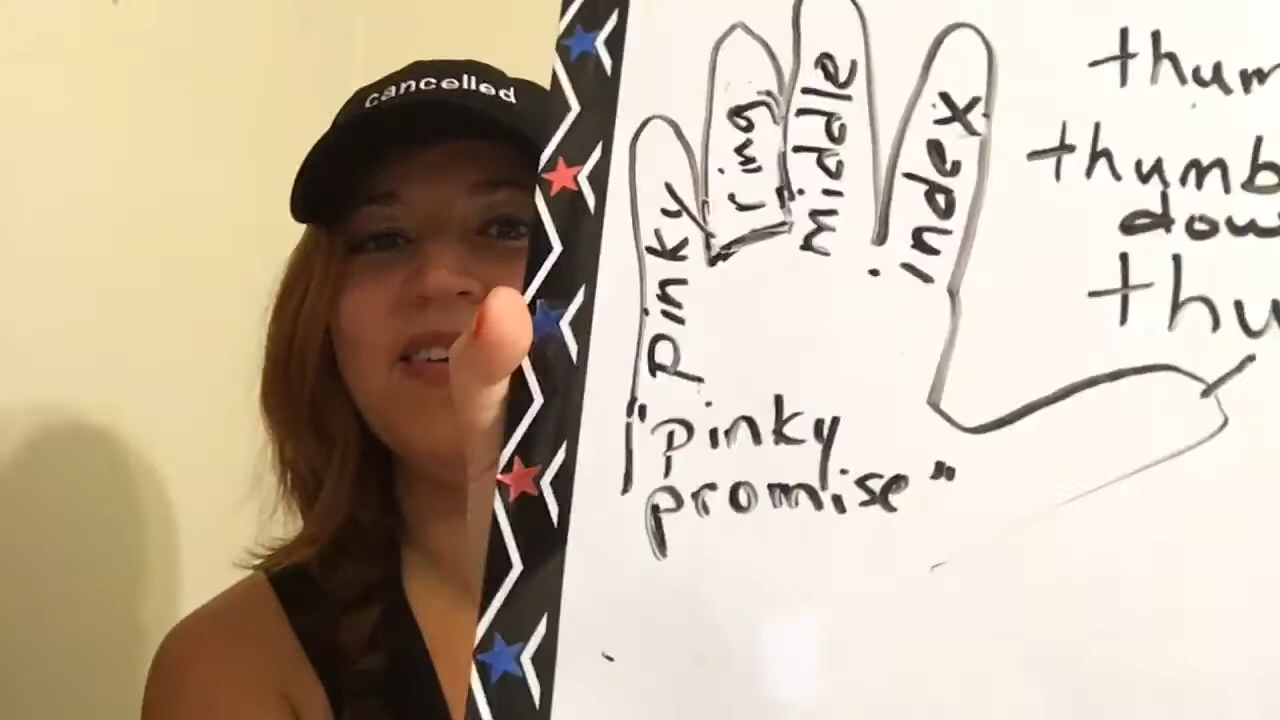 cancelled
pinky
ring
middle
index
"pinky
promise"
thum
thumb
dow
thu